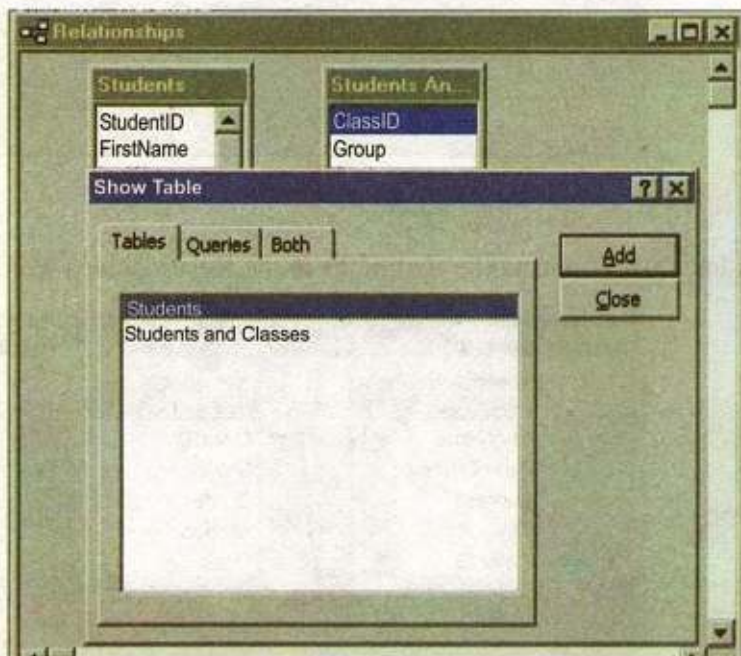 Relationships
Students
Students An...
StudentID
FirstName
ClassID
Group
Show Table
Tables
Queries
Both
Add
Close
Students
Students and Classes